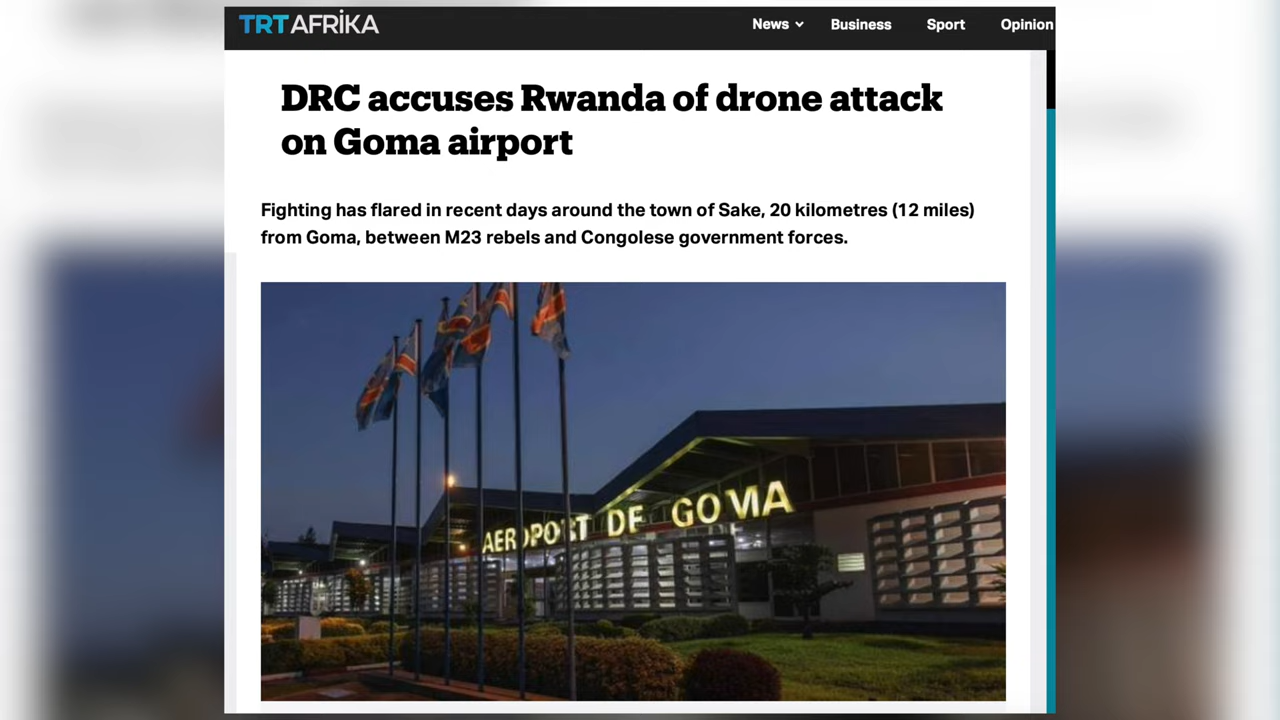 TRT AFRİKA
News Business Sport Opinion
DRC accuses Rwanda of drone attack
on Goma airport
Fighting has flared in recent days around the town of Sake, 20 kilometres (12 miles)
from Goma, between M23 rebels and Congolese government forces.
AEROPORT DE GOMA